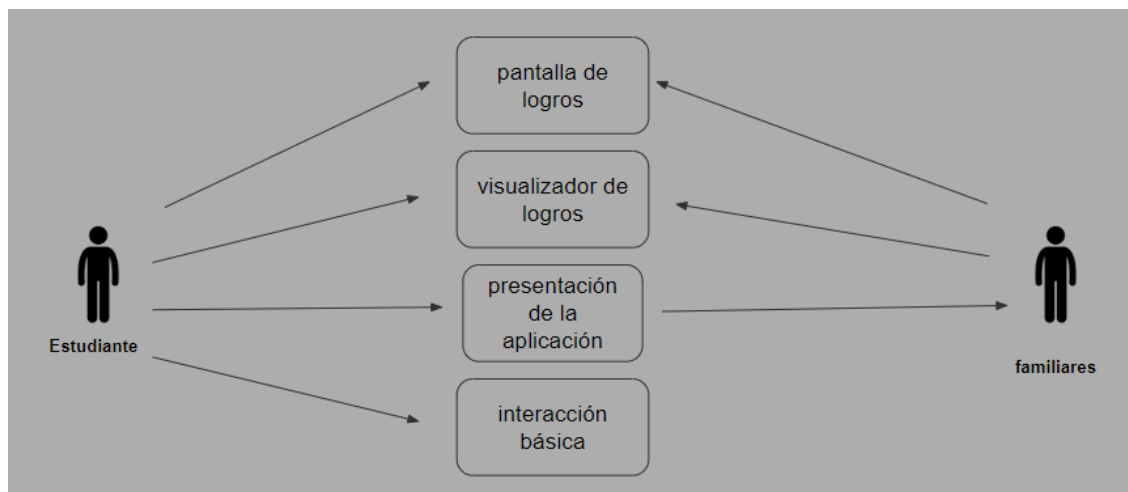 pantalla de
logros
visualizador de
logros
presentación
de la
aplicación
Estudiante
familiares
interacción
básica